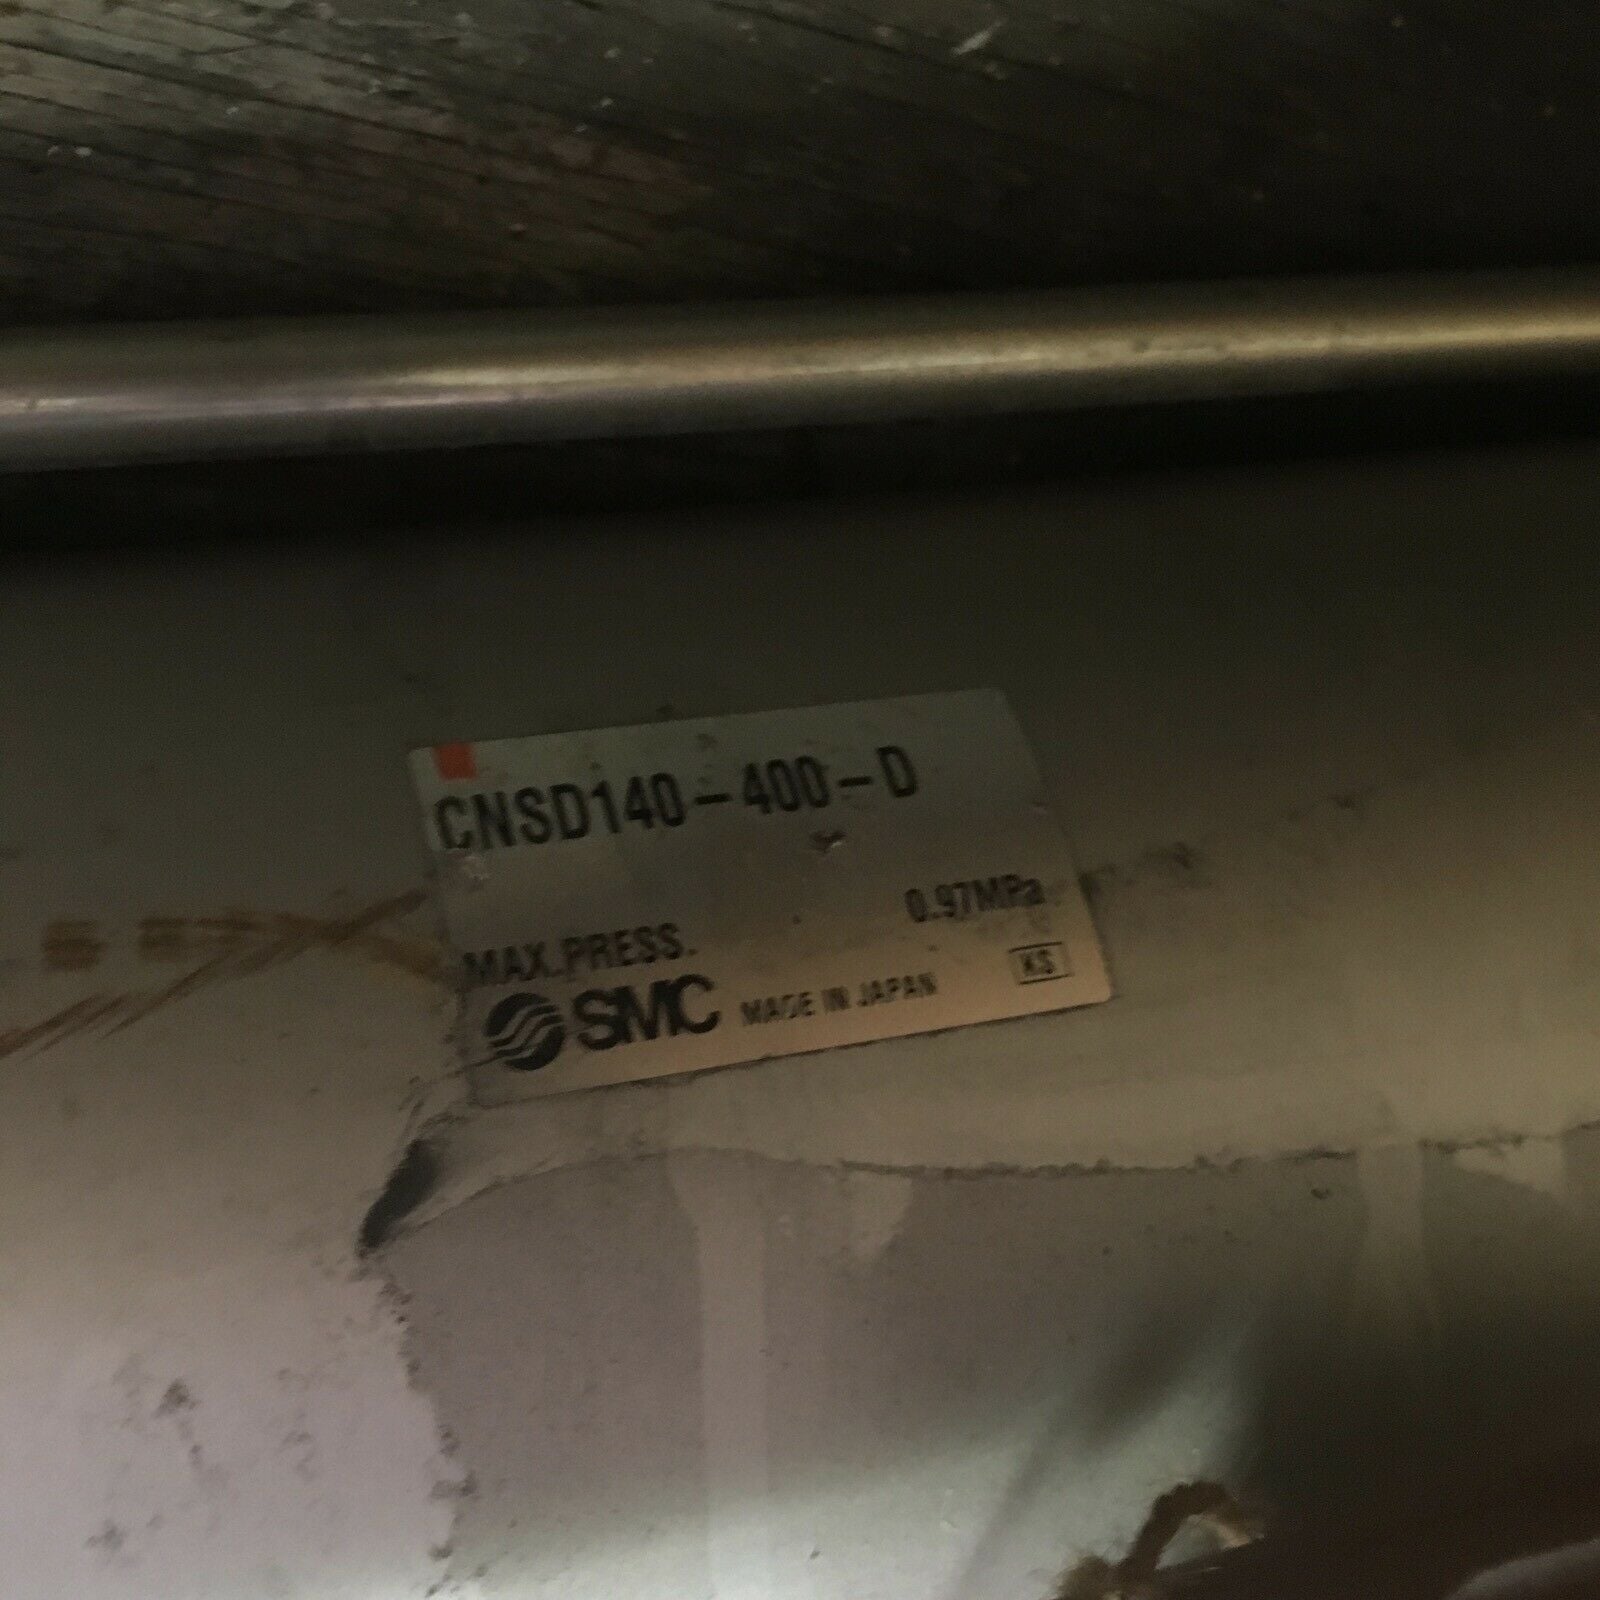 CNSD140-400-D
0.97MPa
MAX.PRESS.
SMC MADE IN JAPAN KS